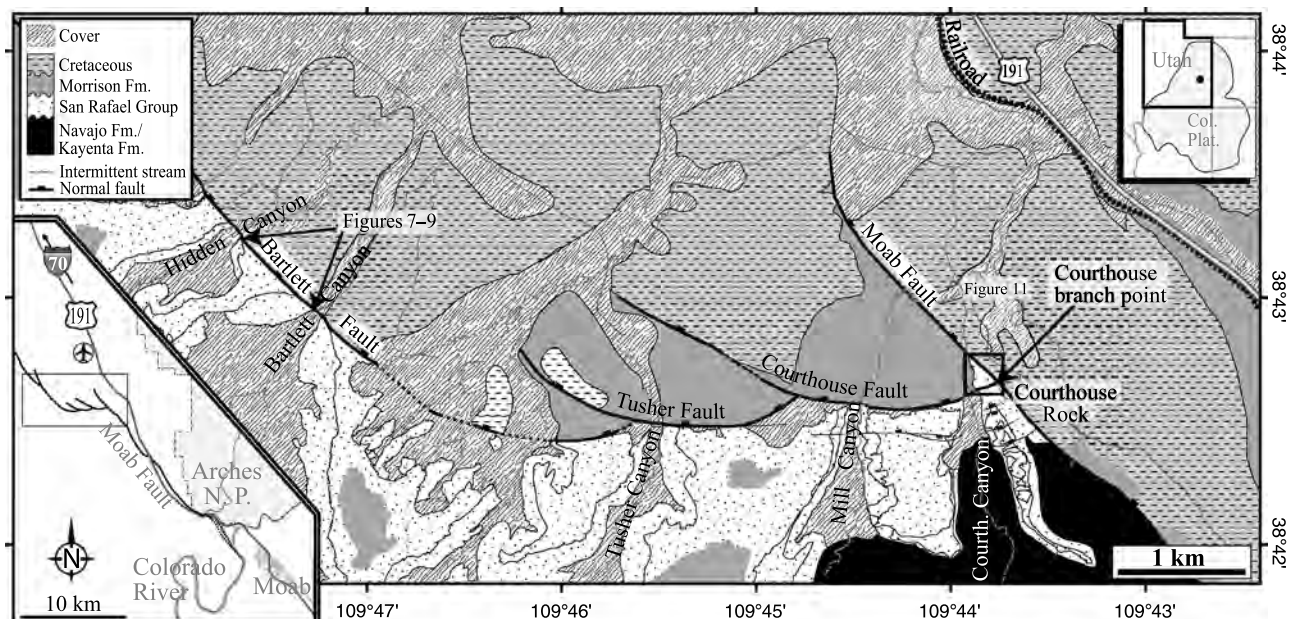 Cover
Cretaceous
Morrison Fm.
San Rafael Group
Navajo Fm./
Kayenta Fm.
Intermittent stream
Normal fault
Hidden Canyon
Bartlett Canyon
Figures 7–9
Bartlett Fault
Tusher Fault
Tusher Canyon
Courthouse Fault
Mill Canyon
Courth. Canyon
Moab Fault
Figure 11
Courthouse
branch point
Courthouse
Rock
Railroad
191
Utah
Col.
Plat.
70
191
Moab Fault
Arches
N.P.
Colorado
River
Moab
N
10 km
1 km
38°44'
38°43'
38°42'
109°47'
109°46'
109°45'
109°44'
109°43'